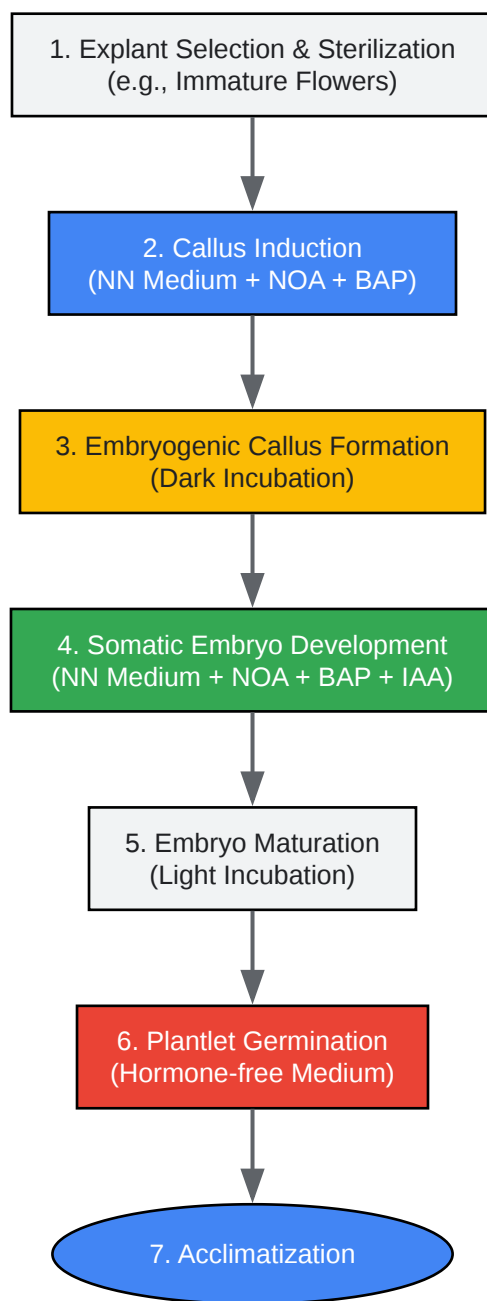 1. Explant Selection & Sterilization
(e.g., Immature Flowers)
2. Callus Induction
(NN Medium + NOA + BAP)
3. Embryogenic Callus Formation
(Dark Incubation)
4. Somatic Embryo Development
(NN Medium + NOA + BAP + IAA)
5. Embryo Maturation
(Light Incubation)
6. Plantlet Germination
(Hormone-free Medium)
7. Acclimatization